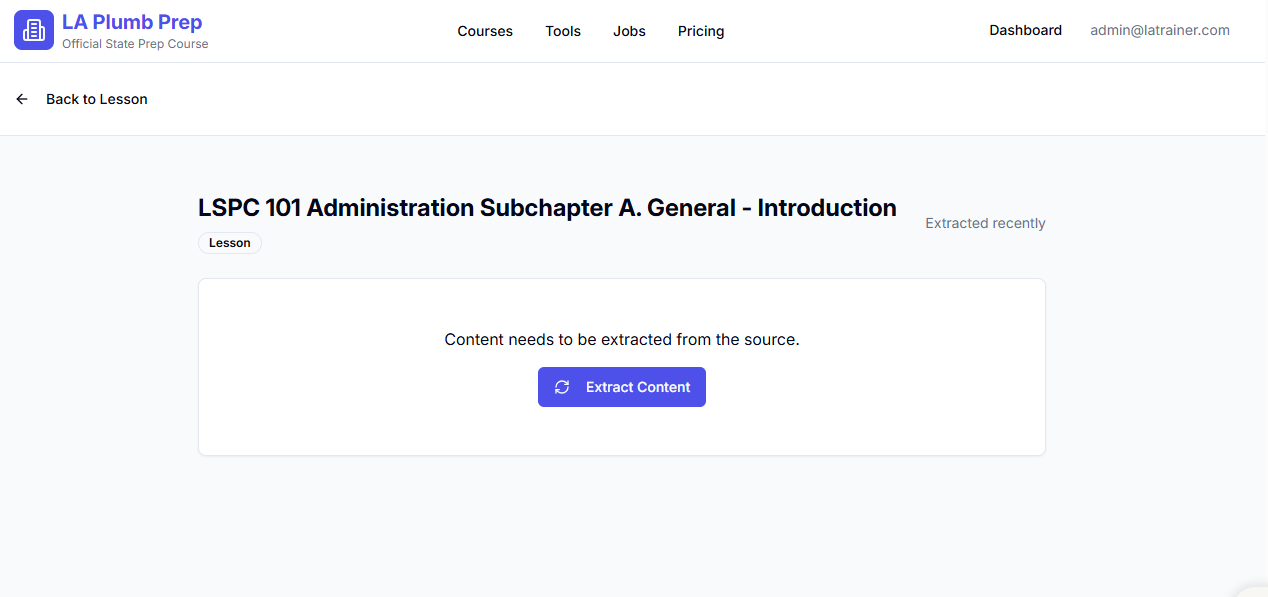 LA Plumb Prep
Official State Prep Course
Courses
Tools
Jobs
Pricing
Dashboard
admin@latrainer.com
Back to Lesson
LSPC 101 Administration Subchapter A. General - Introduction
Extracted recently
Lesson
Content needs to be extracted from the source.
Extract Content